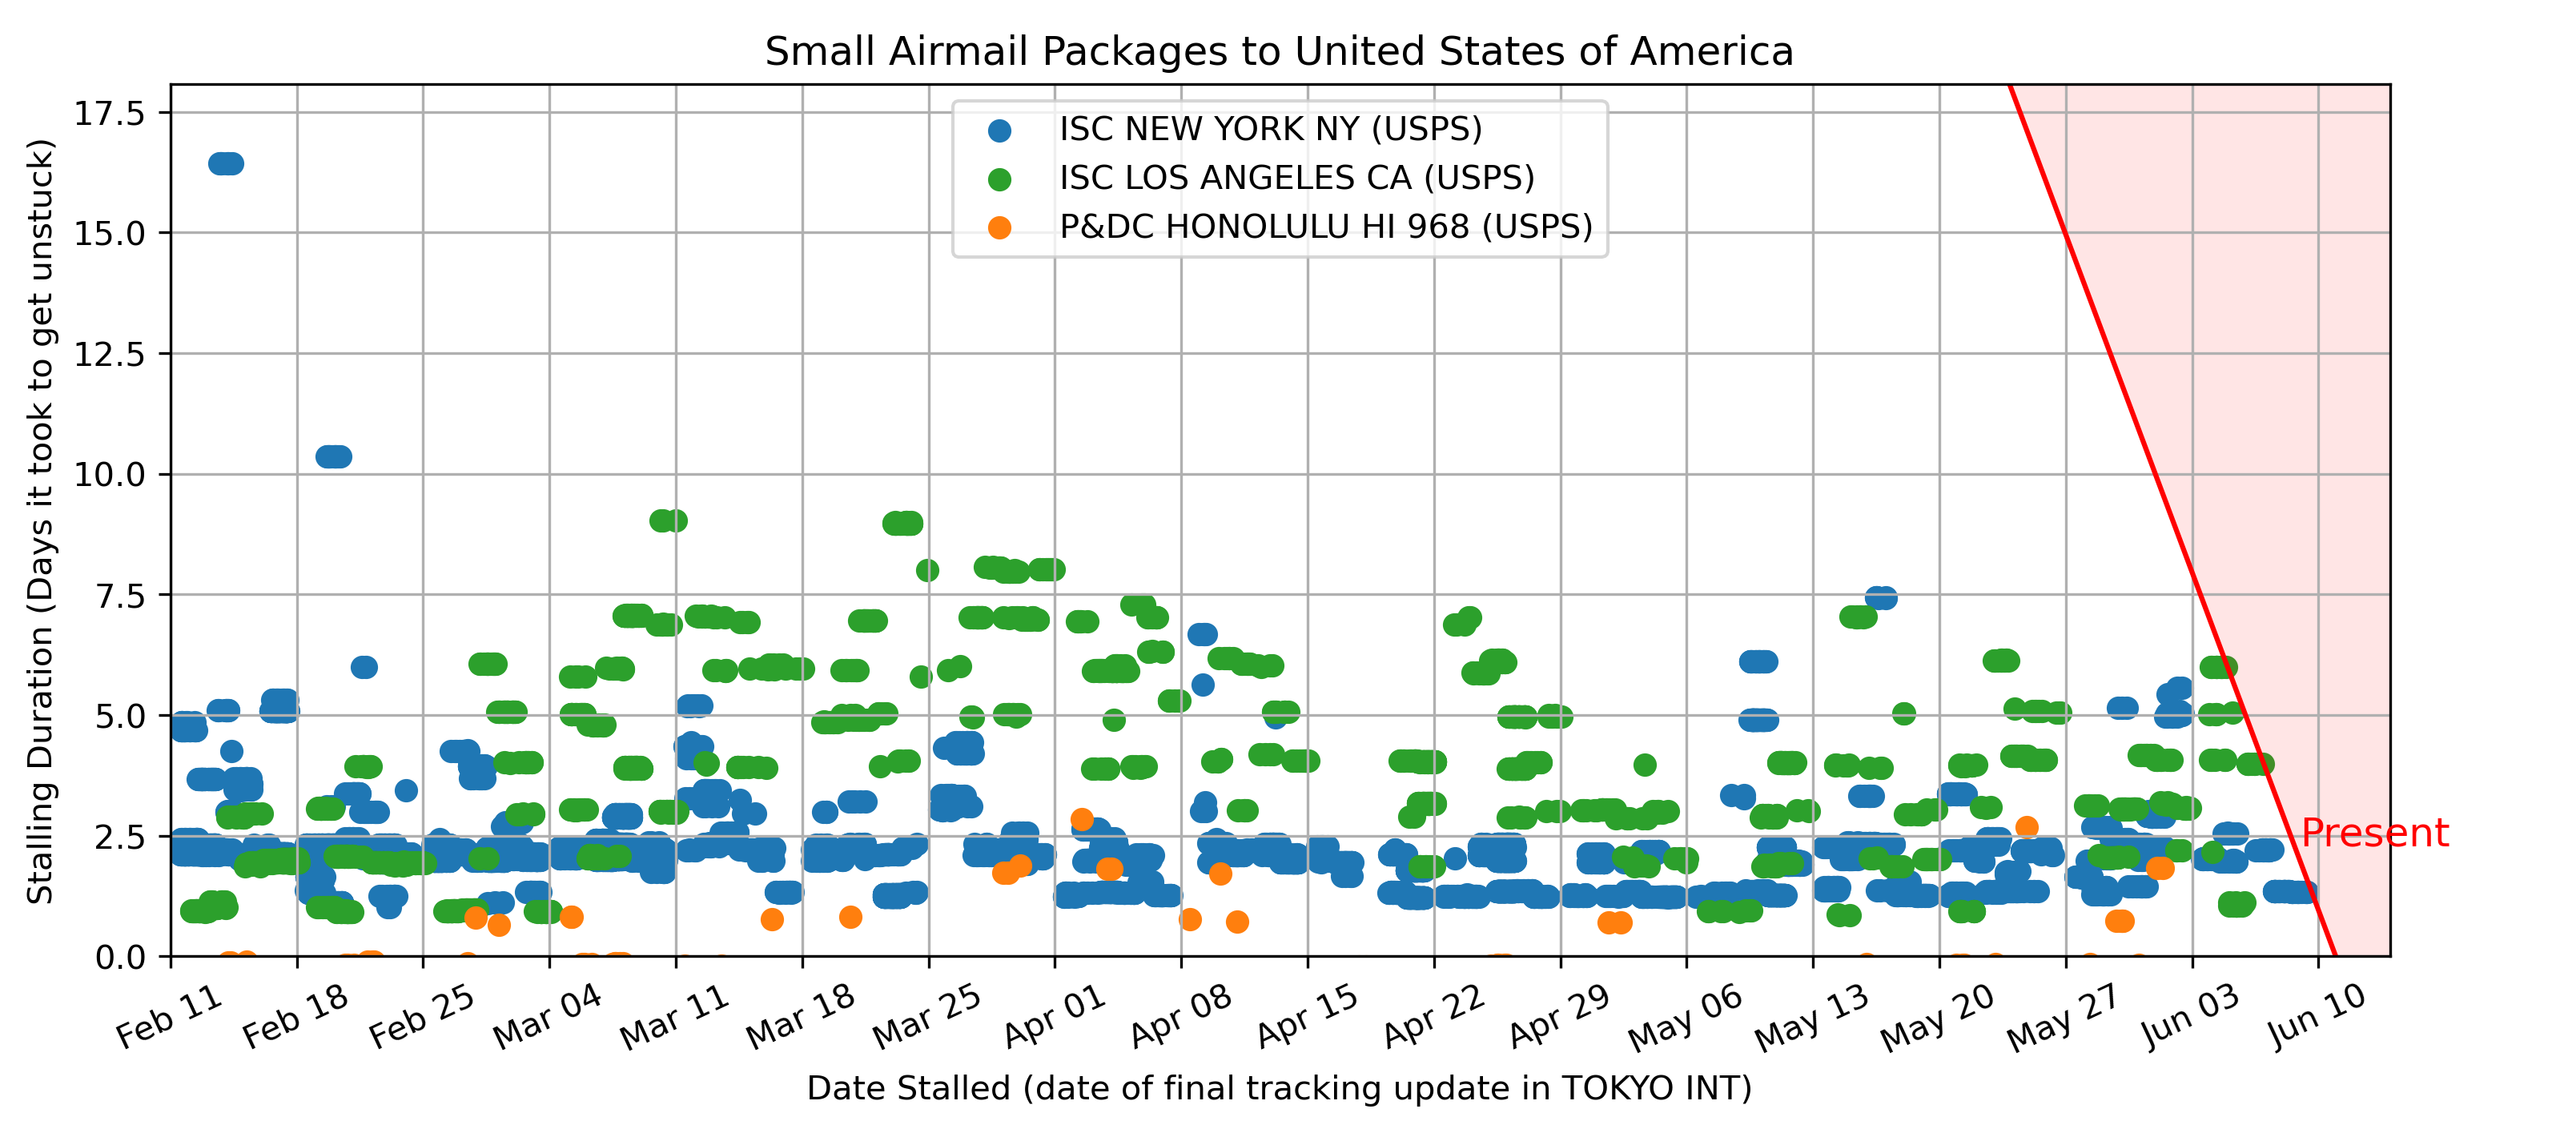 Small Airmail Packages to United States of America
17.5
15.0
12.5
10.0
7.5
5.0
2.5
0.0
Stalling Duration (Days it took to get unstuck)
ISC NEW YORK NY (USPS)
ISC LOS ANGELES CA (USPS)
P&DC HONOLULU HI 968 (USPS)
Present
Feb 11
Feb 18
Feb 25
Mar 04
Mar 11
Mar 18
Mar 25
Apr 01
Apr 08
Apr 15
Apr 22
Apr 29
May 06
May 13
May 20
May 27
Jun 03
Jun 10
Date Stalled (date of final tracking update in TOKYO INT)